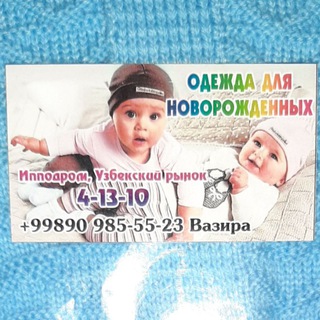 ОДЕЖДА ДЛЯ
НОВОРОЖДЕННЫХ
Ипподром, Узбекский рынок
4-13-10
+99890 985-55-23 Вазира